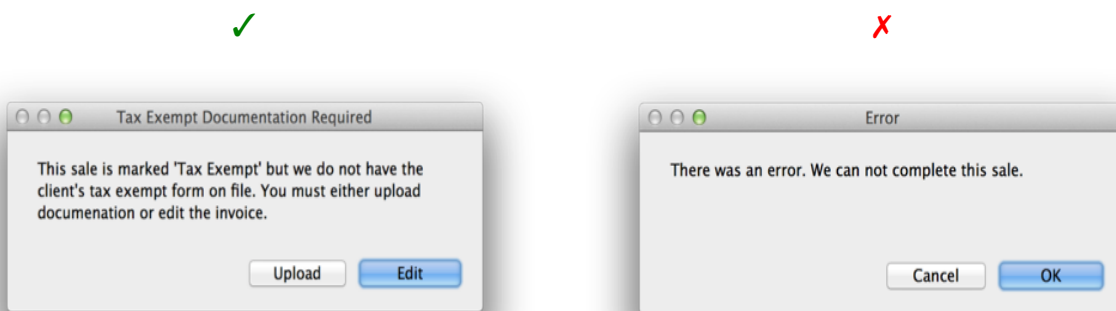 ✓
✗
Tax Exempt Documentation Required
This sale is marked 'Tax Exempt' but we do not have the
client's tax exempt form on file. You must either upload
documenation or edit the invoice.
Upload Edit
Error
There was an error. We can not complete this sale.
Cancel OK